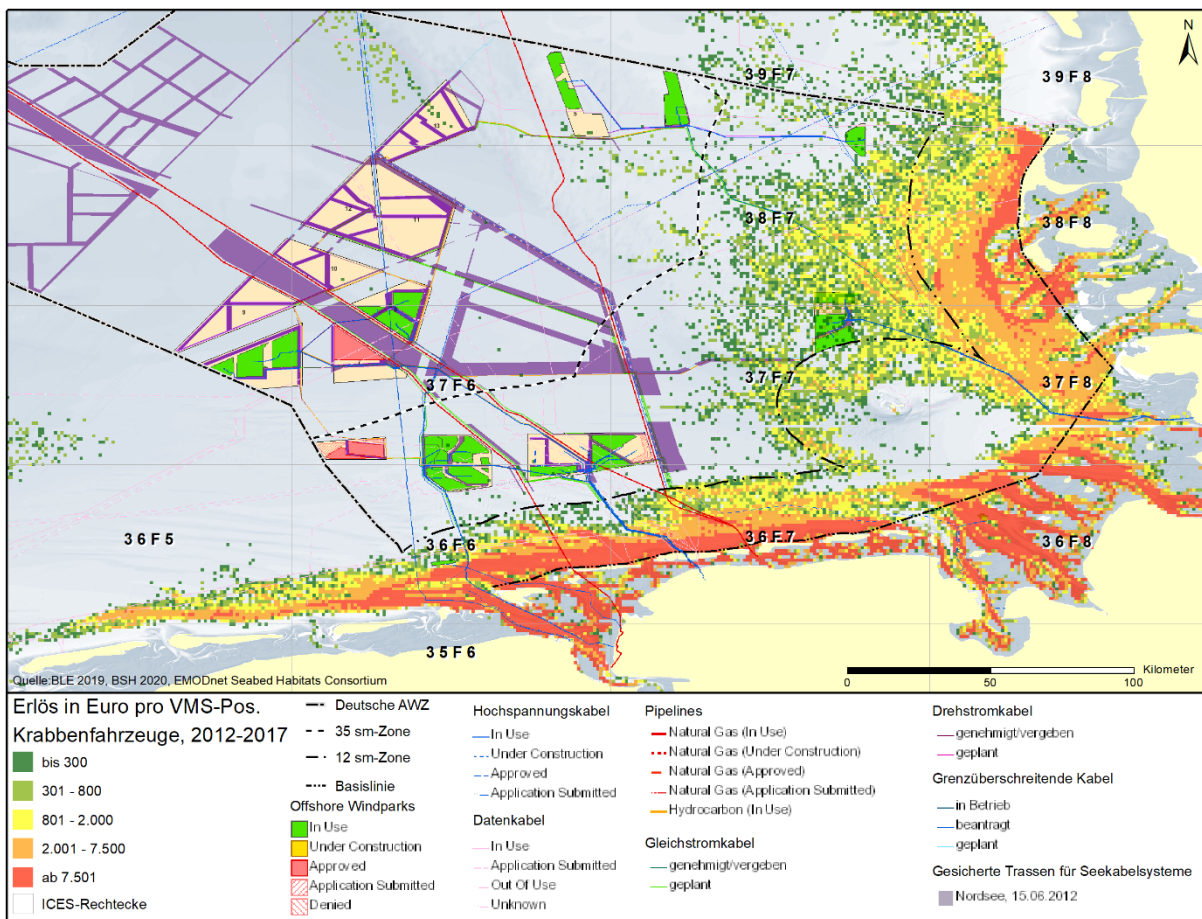 N
39F7
39F8
13
12
11
38F7
38F8
10
9
37F6
37F7
37F8
36F5
36F6
36F7
36F8
35F6
Quelle:BLE 2019, BSH 2020, EMODnet Seabed Habitats Consortium
Kilometer
0 50 100
Erlös in Euro pro VMS-Pos.
Krabbenfahrzeuge, 2012-2017
bis 300
301 - 800
801 - 2.000
2.001 - 7.500
ab 7.501
ICES-Rechtecke
Deutsche AWZ
35 sm-Zone
12 sm-Zone
Basislinie
Offshore Windparks
In Use
Under Construction
Approved
Application Submitted
Denied
Hochspannungskabel
In Use
Under Construction
Approved
Application Submitted
Datenkabel
In Use
Application Submitted
Out Of Use
Unknown
Pipelines
Natural Gas (In Use)
Natural Gas (Under Construction)
Natural Gas (Approved)
Natural Gas (Application Submitted)
Hydrocarbon (In Use)
Gleichstromkabel
genehmigt/vergeben
geplant
Drehstromkabel
genehmigt/vergeben
geplant
Grenzüberschreitende Kabel
in Betrieb
beantragt
geplant
Gesicherte Trassen für Seekabelsysteme
Nordsee, 15.06.2012